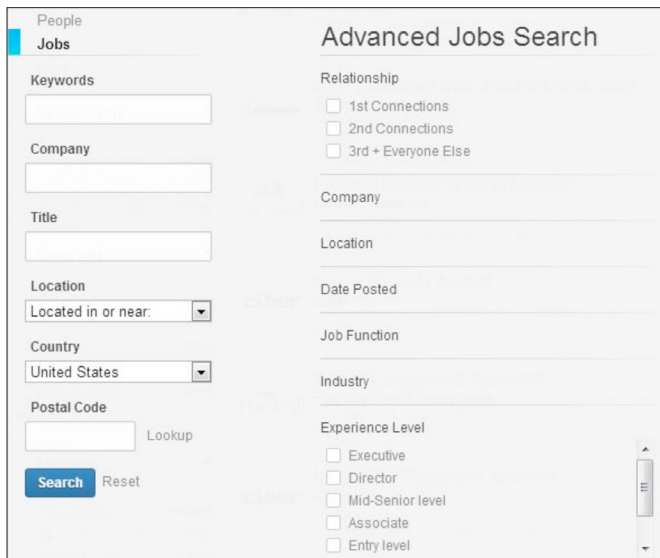 People
Jobs
Keywords
Company
Title
Location
Located in or near:
Country
United States
Postal Code
Lookup
Search Reset
Advanced Jobs Search
Relationship
1st Connections
2nd Connections
3rd + Everyone Else
Company
Location
Date Posted
Job Function
Industry
Experience Level
Executive
Director
Mid-Senior level
Associate
Entry level